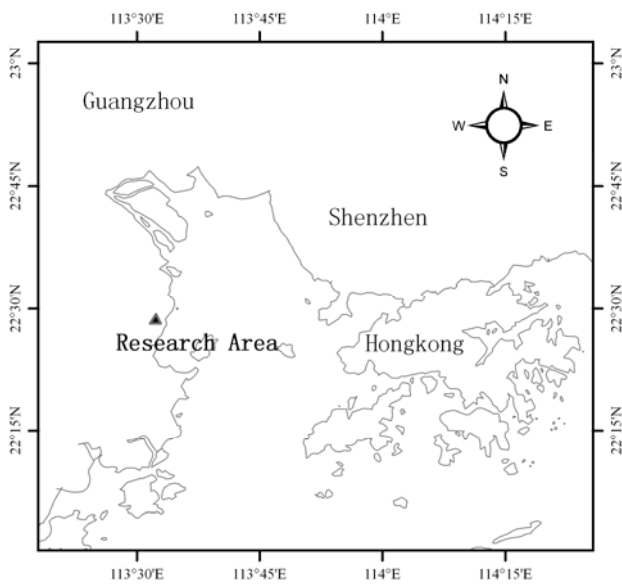 113°30'E 113°45'E 114°E 114°15'E
23°N 23°N
Guangzhou
N
W E
S
22°45'N 22°45'N
Shenzhen
22°30'N 22°30'N
Research Area Hongkong
22°15'N 22°15'N
113°30'E 113°45'E 114°E 114°15'E